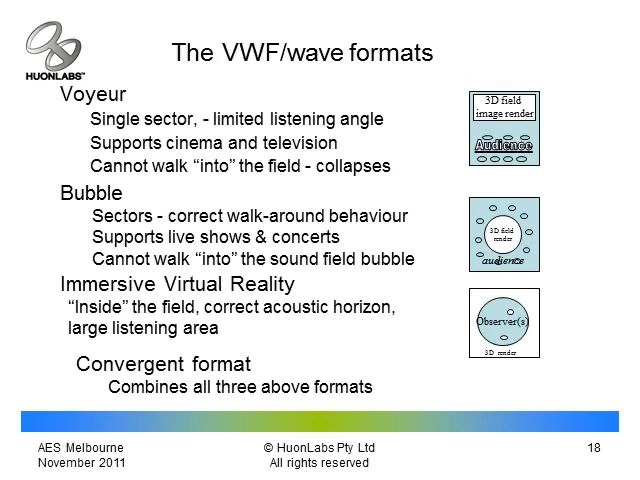 HUONLABS™
The VWF/wave formats
Voyeur
Single sector, - limited listening angle
Supports cinema and television
Cannot walk “into” the field - collapses
3D field
image render
Audience
Bubble
Sectors - correct walk-around behaviour
Supports live shows & concerts
Cannot walk “into” the sound field bubble
3D field
render
audience
Immersive Virtual Reality
“Inside” the field, correct acoustic horizon,
large listening area
Observer(s)
3D render
Convergent format
Combines all three above formats
AES Melbourne
November 2011
© HuonLabs Pty Ltd
All rights reserved
18